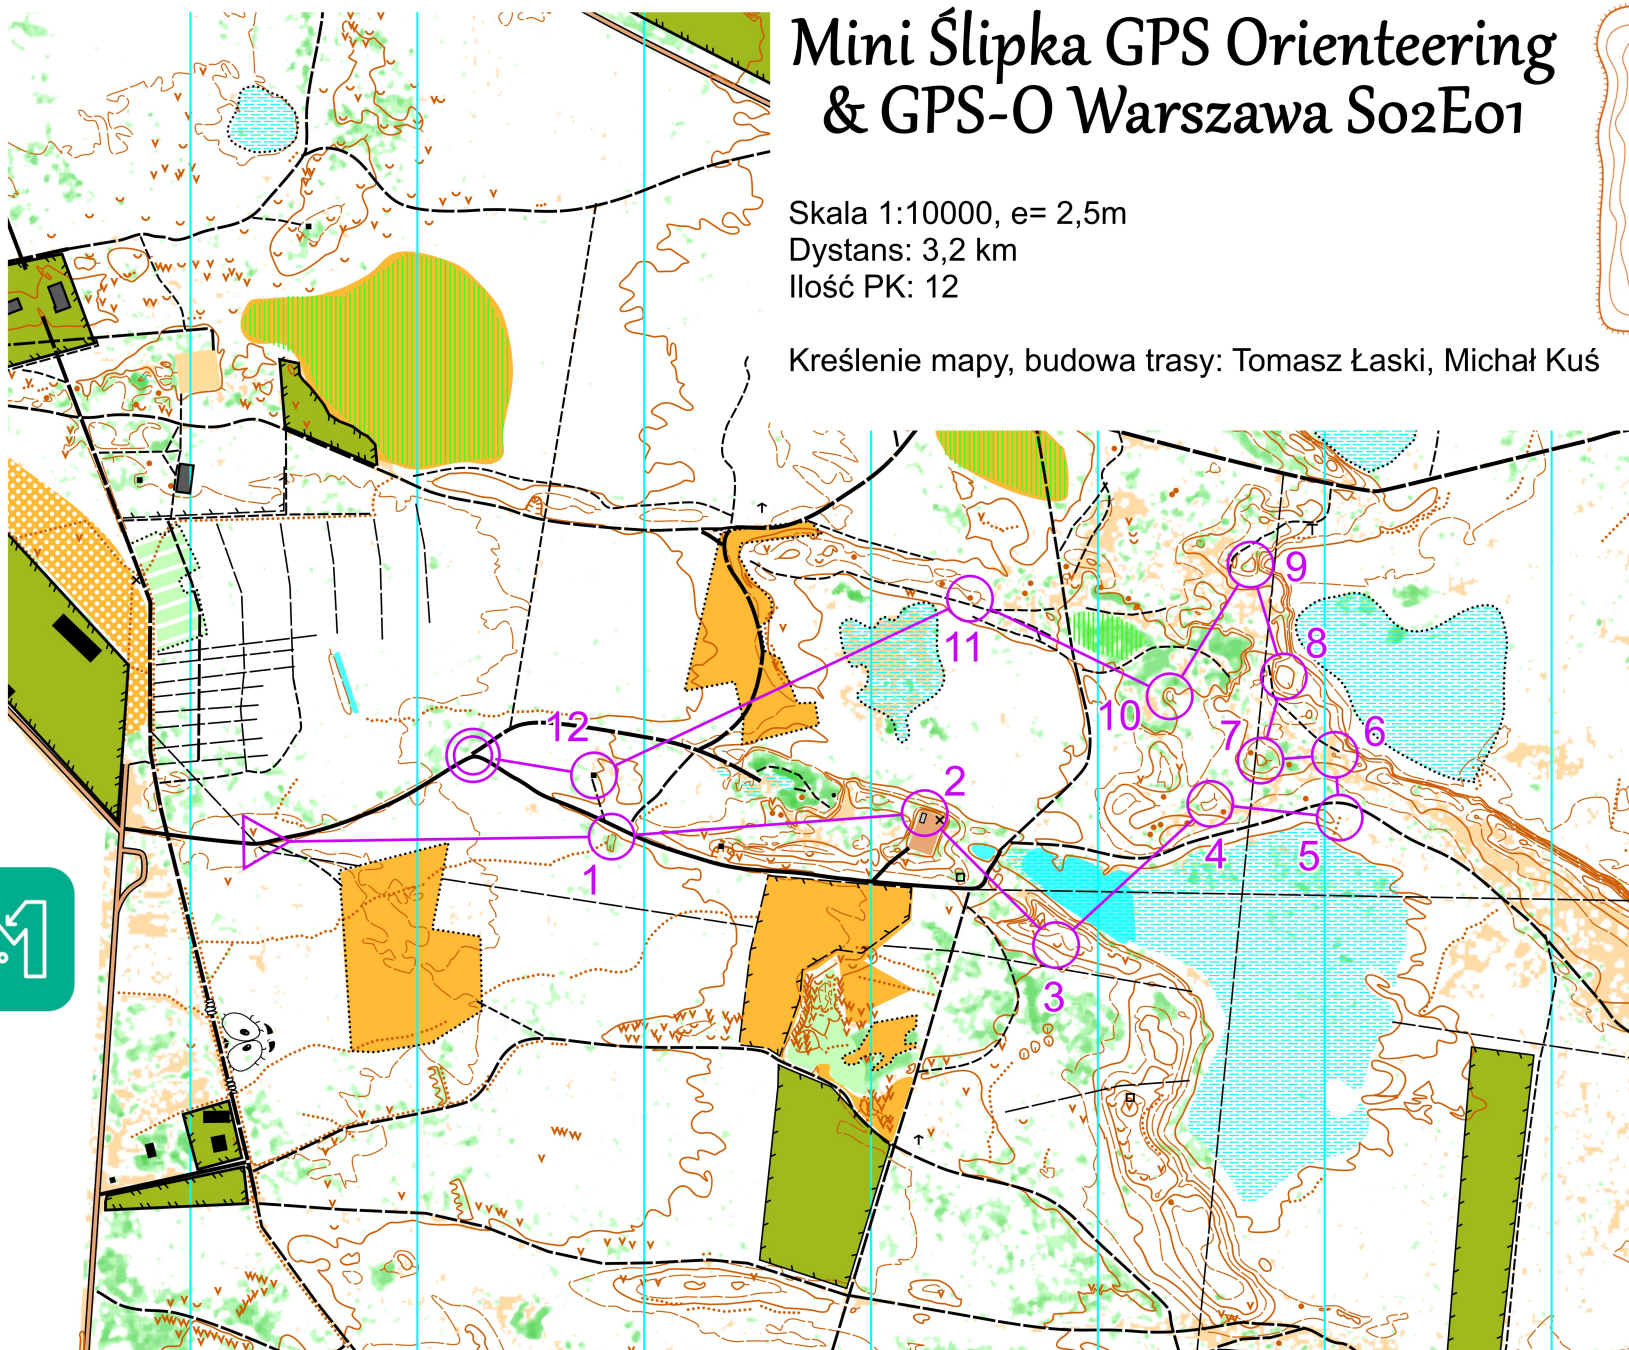 Mini Ślipka GPS Orienteering
& GPS-O Warszawa S02E01
Skala 1:10000, e= 2,5m
Dystans: 3,2 km
Ilość PK: 12
Kreślenie mapy, budowa trasy: Tomasz Łaski, Michał Kuś
9
11
8
10
12
7
6
2
4
5
1
3